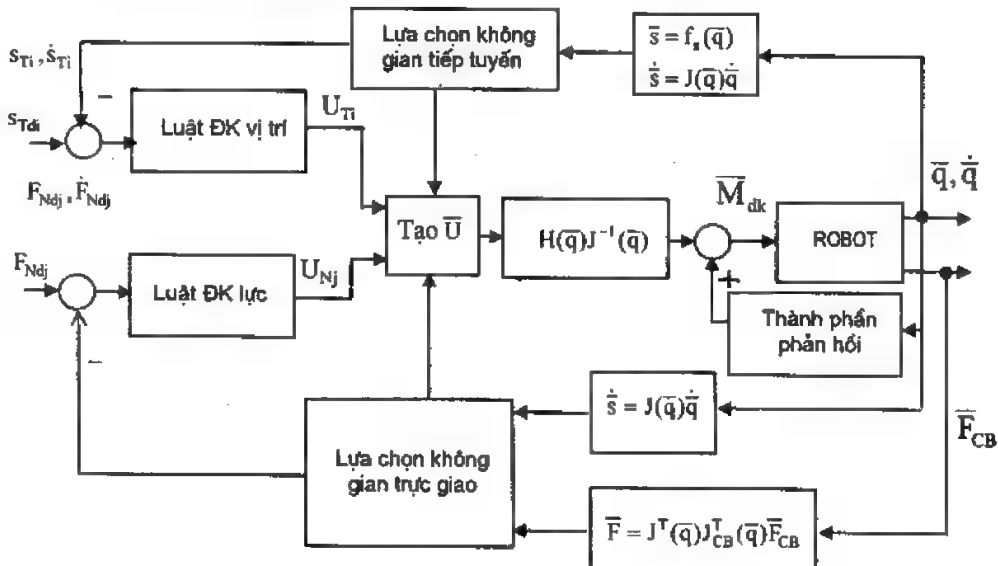 s_Ti, ṡ_Ti
Lựa chọn không
gian tiếp tuyến
s̄ = f_s(q̄)
ṡ̄ = J(q̄)q̇̄
−
s_Tdi
Luật ĐK vị trí
U_Ti
F_Ndj, Ḟ_Ndj
q̄, q̇̄
M̄_dk
Tạo Ū
H(q̄)J⁻¹(q̄)
ROBOT
F_Ndj
Luật ĐK lực
U_Nj
+
Thành phần
phản hồi
−
ṡ̄ = J(q̄)q̇̄
F̄_CB
Lựa chọn không
gian trực giao
F̄ = J^T(q̄)J^T_CB(q̄)F̄_CB